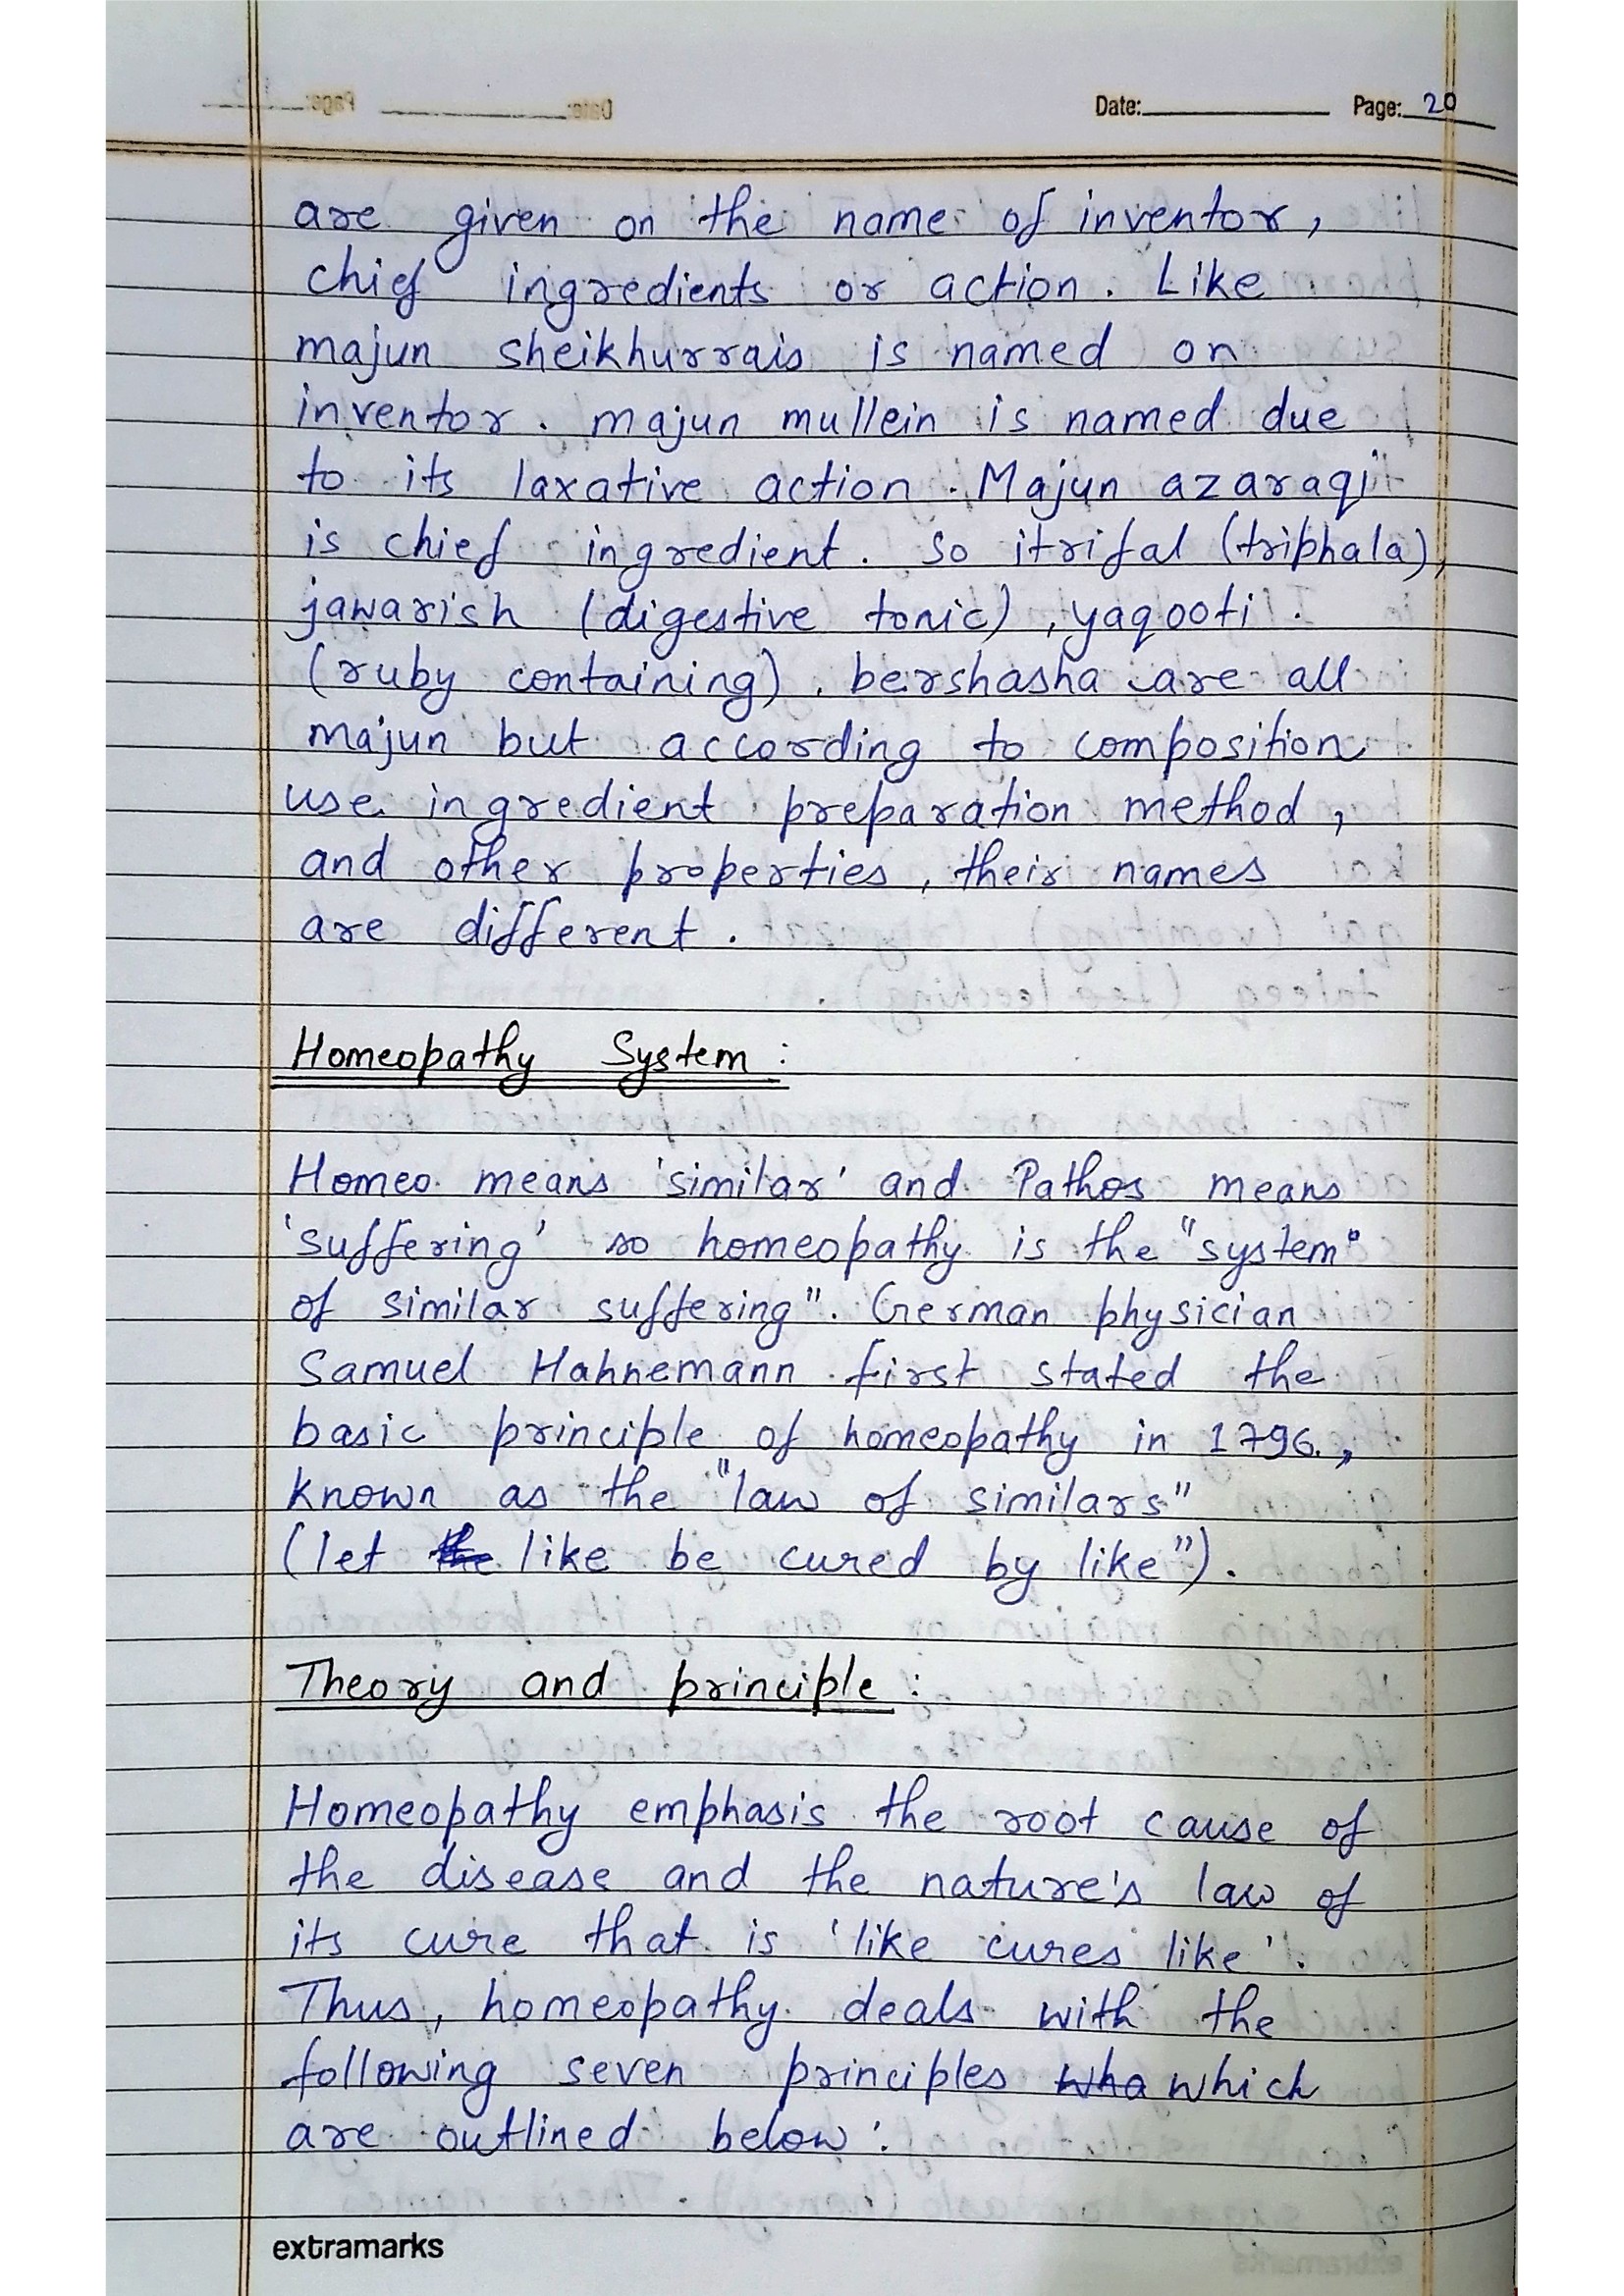 Date: Page: 20
are given on the name of inventor,
chief ingredients or action. Like
majun sheikhurrais is named on
inventor. majun mullein is named due
to its laxative action. Majun azaraqi
is chief ingredient. So itrifal (triphala),
jawarish (digestive tonic), yaqooti
(ruby containing), bershasha are all
majun but according to composition
use ingredient preparation method,
and other properties, their names
are different.
Homeopathy System :
Homeo means 'similar' and Pathos means
'suffering' so homeopathy is the "system"
of similar suffering". German physician
Samuel Hahnemann first stated the
basic principle of homeopathy in 1796,
known as the "law of similars"
(let like be cured by like").
Theory and principle :
Homeopathy emphasis the root cause of
the disease and the nature's law of
its cure that is 'like cures like'.
Thus, homeopathy deals with the
following seven principles wha which
are outlined below :
extramarks